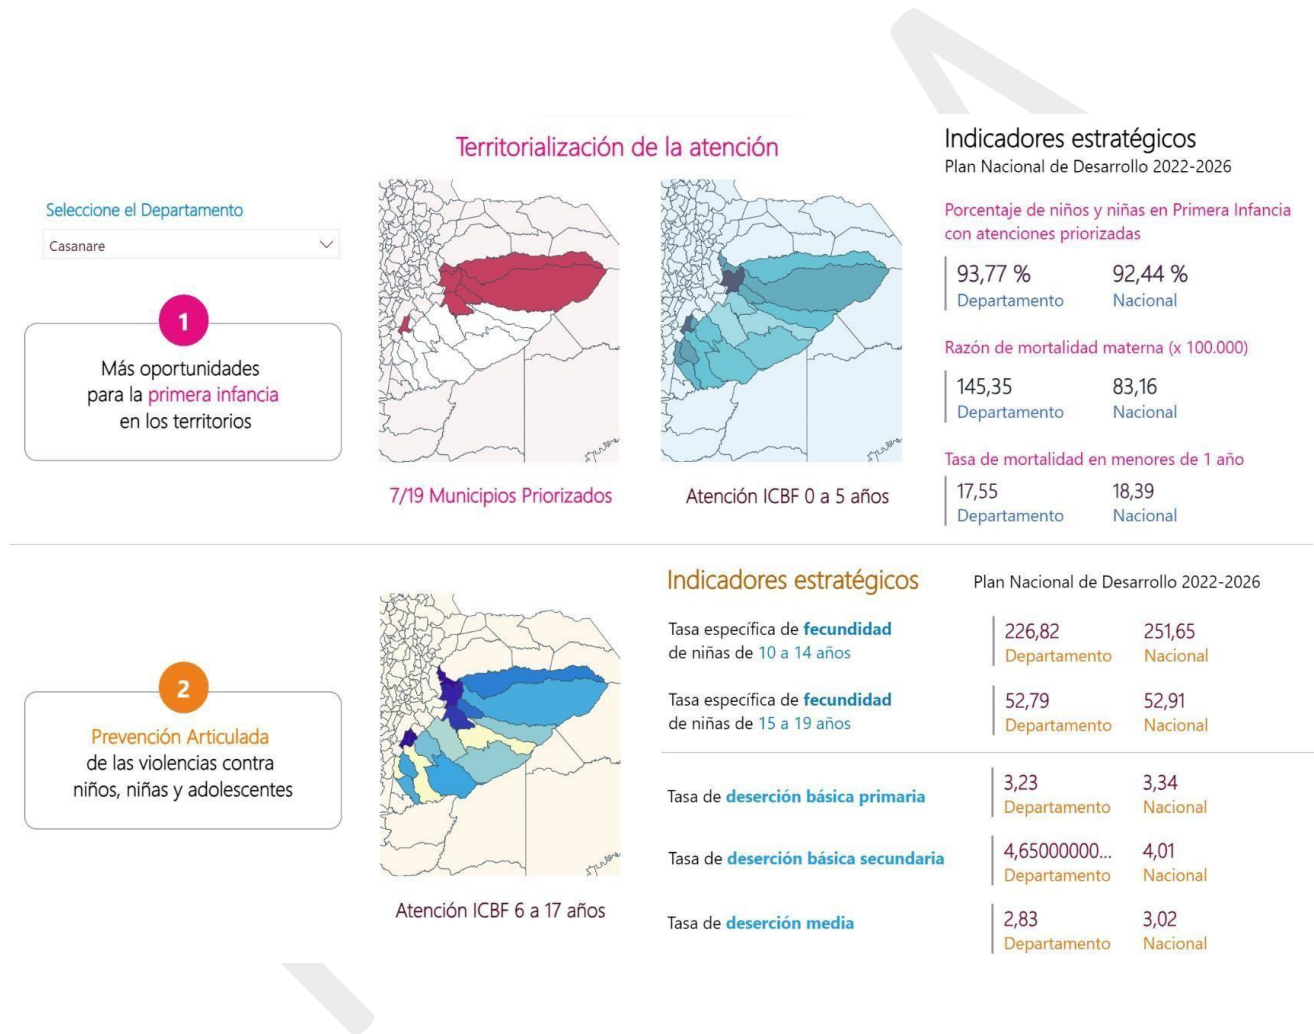 Territorialización de la atención
Seleccione el Departamento
Casanare
1
Más oportunidades
para la primera infancia
en los territorios
7/19 Municipios Priorizados
Atención ICBF 0 a 5 años
Indicadores estratégicos
Plan Nacional de Desarrollo 2022-2026
Porcentaje de niños y niñas en Primera Infancia
con atenciones priorizadas
93,77 % 92,44 %
Departamento Nacional
Razón de mortalidad materna (x 100.000)
145,35 83,16
Departamento Nacional
Tasa de mortalidad en menores de 1 año
17,55 18,39
Departamento Nacional
2
Prevención Articulada
de las violencias contra
niños, niñas y adolescentes
Atención ICBF 6 a 17 años
Indicadores estratégicos Plan Nacional de Desarrollo 2022-2026
Tasa específica de fecundidad
de niñas de 10 a 14 años
226,82 251,65
Departamento Nacional
Tasa específica de fecundidad
de niñas de 15 a 19 años
52,79 52,91
Departamento Nacional
Tasa de deserción básica primaria
3,23 3,34
Departamento Nacional
Tasa de deserción básica secundaria
4,65000000... 4,01
Departamento Nacional
Tasa de deserción media
2,83 3,02
Departamento Nacional